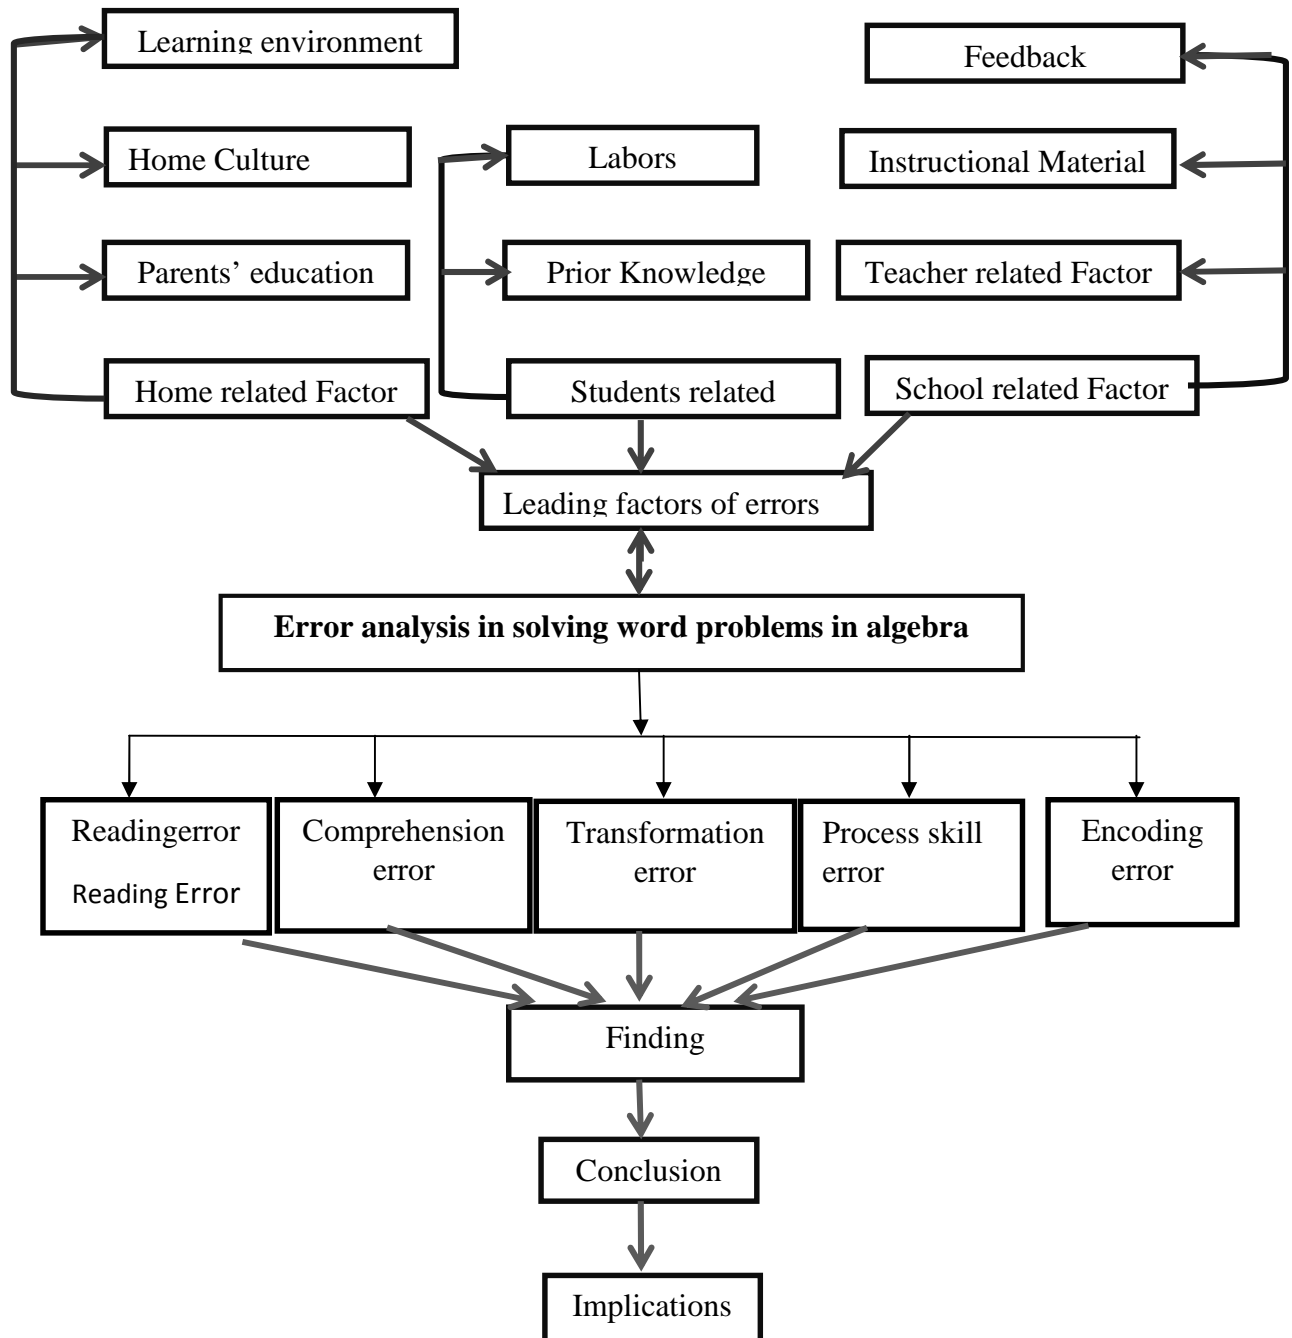 Learning environment
Feedback
Home Culture
Labors
Instructional Material
Parents’ education
Prior Knowledge
Teacher related Factor
Home related Factor
Students related
School related Factor
Leading factors of errors
Error analysis in solving word problems in algebra
Readingerror
Reading Error
Comprehension
error
Transformation
error
Process skill
error
Encoding
error
Finding
Conclusion
Implications